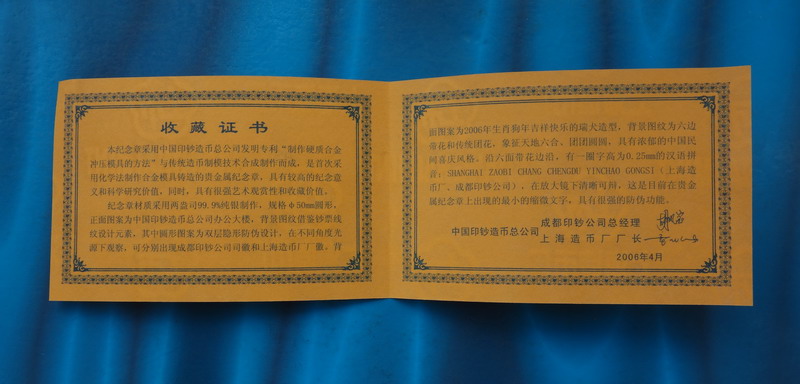 收藏证书
本纪念章采用中国印钞造币总公司发明专利“制作硬质合金
冲压模具的方法”与传统造币制模技术合成制作而成，是首次采
用化学法制作合金模具铸造的贵金属纪念章，具有较高的纪念意
义和科学研究价值，同时，具有很强艺术观赏性和收藏价值。
纪念章材质采用两盎司99.9%纯银制作，规格φ50mm圆形，
正面图案为中国印钞造币总公司办公大楼，背景图纹借鉴钞票线
纹设计元素，其中圆形图案为双层隐形防伪设计，在不同角度光
源下观察，可分别出现成都印钞公司司徽和上海造币厂厂徽。背
面图案为2006年生肖狗年吉祥快乐的瑞犬造型，背景图纹为六边
带花和传统团花，象征天地六合、团团圆圆，具有浓郁的中国民
间喜庆风格。沿六面带花边沿，有一圈字高为0.25mm的汉语拼
音：SHANGHAI ZAOBI CHANG CHENGDU YINCHAO GONGSI（上海造
币厂、成都印钞公司），在放大镜下清晰可辩，这是目前在贵金
属纪念章上出现的最小的缩微文字，具有很强的防伪功能。
中国印钞造币总公司
成都印钞公司总经理
上海造币厂厂长
2006年4月